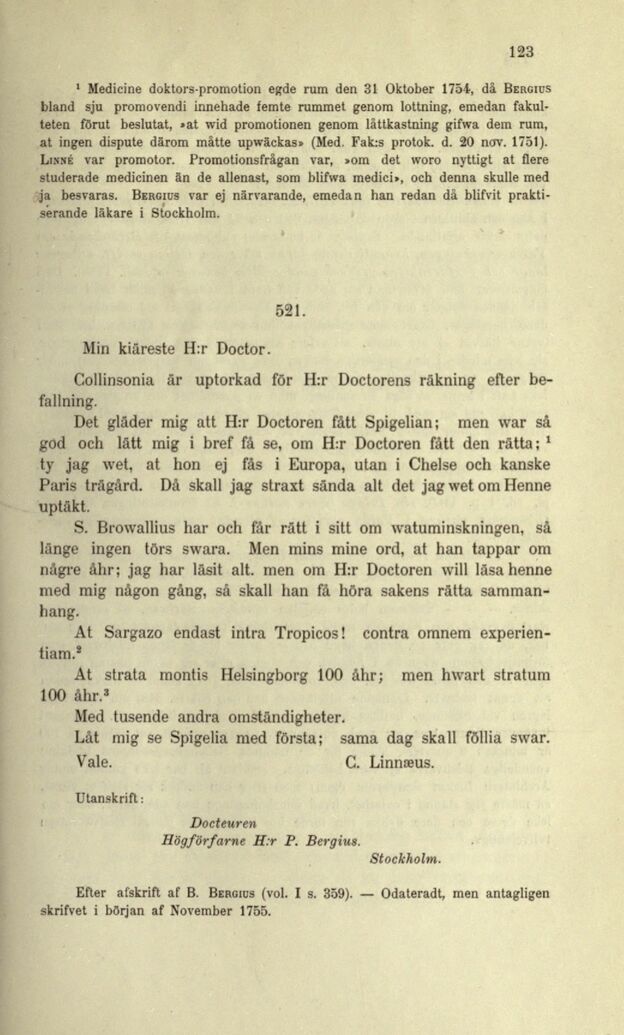 123
¹ Medicine doktors-promotion egde rum den 31 Oktober 1754, då BERGIUS
bland sju promovendi innehade femte rummet genom lottning, emedan fakul-
teten förut beslutat, »at wid promotionen genom låttkastning gifwa dem rum,
at ingen dispute därom måtte upwäckas» (Med. Fak:s protok. d. 20 nov. 1751).
LINNÉ var promotor. Promotionsfrågan var, »om det woro nyttigt at flere
studerade medicinen än de allenast, som blifwa medici», och denna skulle med
ja besvaras. BERGIUS var ej närvarande, emedan han redan då blifvit prakti-
serande läkare i Stockholm.
521.
Min kiäreste H:r Doctor.
Collinsonia är uptorkad för H:r Doctorens räkning efter be-
fallning.
Det gläder mig att H:r Doctoren fått Spigelian; men war så
god och lätt mig i bref få se, om H:r Doctoren fått den rätta; ¹
ty jag wet, at hon ej fås i Europa, utan i Chelse och kanske
Paris trägård. Då skall jag straxt sända alt det jag wet om Henne
uptäkt.
S. Browallius har och får rätt i sitt om watuminskningen, så
länge ingen törs swara. Men mins mine ord, at han tappar om
någre åhr; jag har läsit alt. men om H:r Doctoren will läsa henne
med mig någon gång, så skall han få höra sakens rätta samman-
hang.
At Sargazo endast intra Tropicos! contra omnem experien-
tiam.²
At strata montis Helsingborg 100 åhr; men hwart stratum
100 åhr.³
Med tusende andra omständigheter.
Låt mig se Spigelia med första; sama dag skall föllia swar.
Vale. C. Linnæus.
Utanskrift:
Docteuren
Högförfarne H:r P. Bergius.
Stockholm.
Efter afskrift af B. BERGIUS (vol. I s. 359). — Odateradt, men antagligen
skrifvet i början af November 1755.